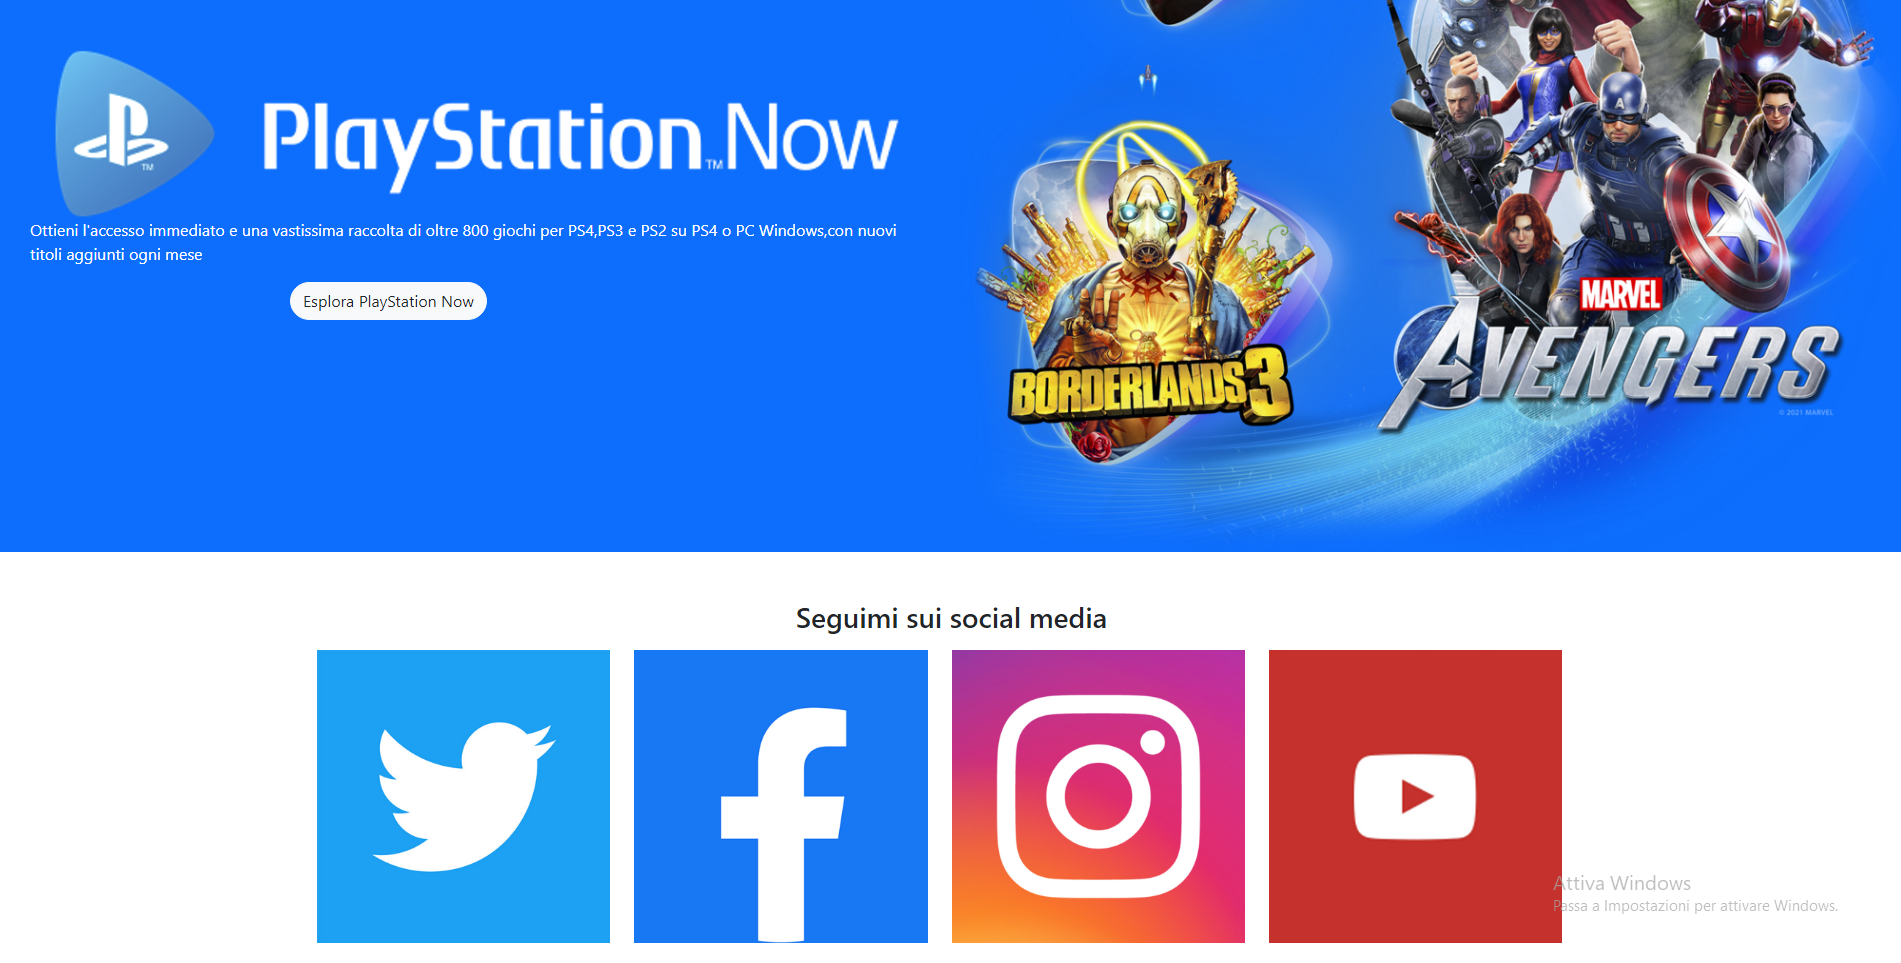 PlayStation™Now
TM
Ottieni l'accesso immediato e una vastissima raccolta di oltre 800 giochi per PS4,PS3 e PS2 su PS4 o PC Windows,con nuovi
titoli aggiunti ogni mese
Esplora PlayStation Now
BORDERLANDS 3
MARVEL
AVENGERS
© 2021 MARVEL
Seguimi sui social media
Attiva Windows
Passa a Impostazioni per attivare Windows.